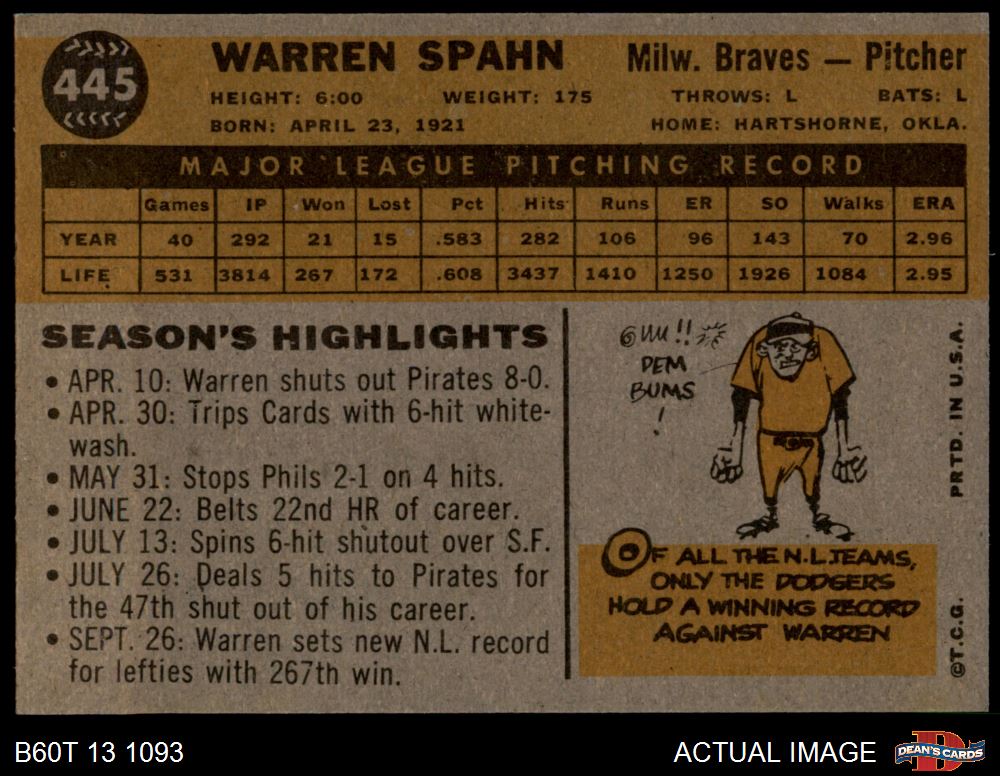 445
WARREN SPAHN Milw. Braves — Pitcher
HEIGHT: 6:00 WEIGHT: 175 THROWS: L BATS: L
BORN: APRIL 23, 1921 HOME: HARTSHORNE, OKLA.
MAJOR LEAGUE PITCHING RECORD
Games IP Won Lost Pct Hits Runs ER SO Walks ERA
YEAR 40 292 21 15 .583 282 106 96 143 70 2.96
LIFE 531 3814 267 172 .608 3437 1410 1250 1926 1084 2.95
SEASON'S HIGHLIGHTS
• APR. 10: Warren shuts out Pirates 8-0.
• APR. 30: Trips Cards with 6-hit white-
wash.
• MAY 31: Stops Phils 2-1 on 4 hits.
• JUNE 22: Belts 22nd HR of career.
• JULY 13: Spins 6-hit shutout over S.F.
• JULY 26: Deals 5 hits to Pirates for
the 47th shut out of his career.
• SEPT. 26: Warren sets new N.L. record
for lefties with 267th win.
DEM
BUMS
!
OF ALL THE N.L. TEAMS,
ONLY THE DODGERS
HOLD A WINNING RECORD
AGAINST WARREN
PRTD. IN U.S.A.
©T.C.G.
B60T 13 1093 ACTUAL IMAGE
DEAN'S CARDS